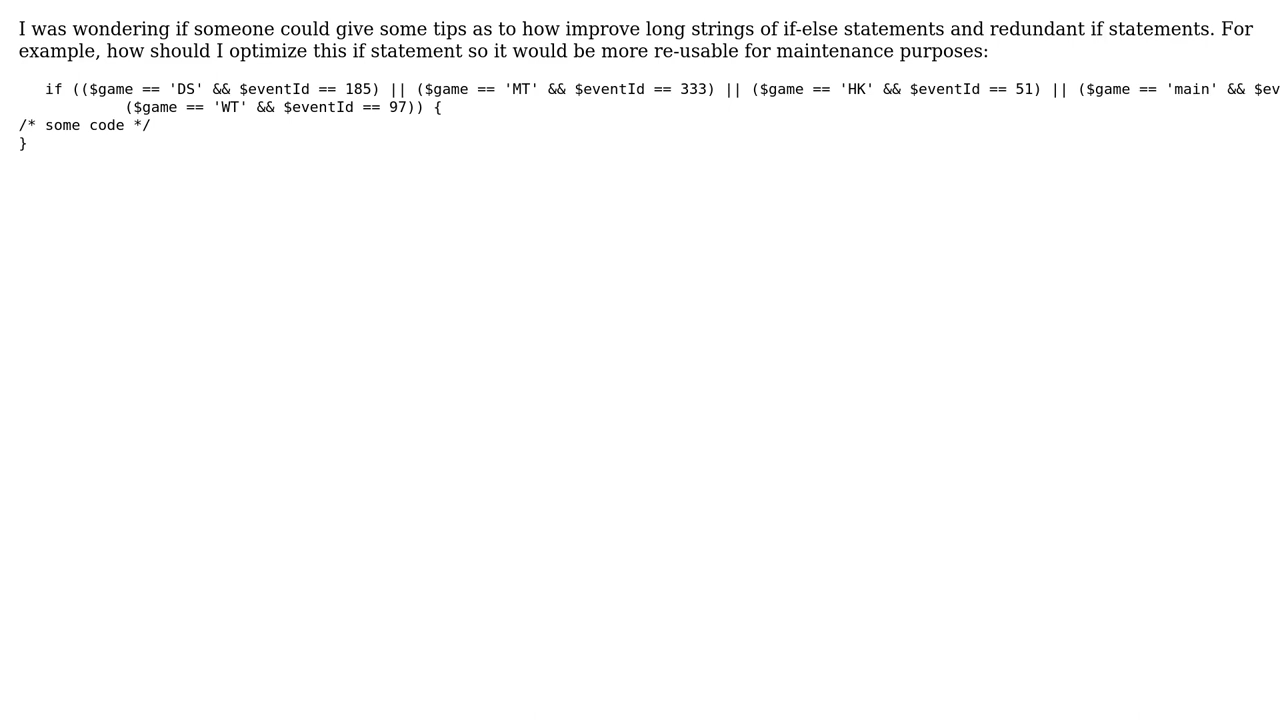 I was wondering if someone could give some tips as to how improve long strings of if-else statements and redundant if statements. For
example, how should I optimize this if statement so it would be more re-usable for maintenance purposes:
if (($game == 'DS' && $eventId == 185) || ($game == 'MT' && $eventId == 333) || ($game == 'HK' && $eventId == 51) || ($game == 'main' && $ev
($game == 'WT' && $eventId == 97)) {
/* some code */
}